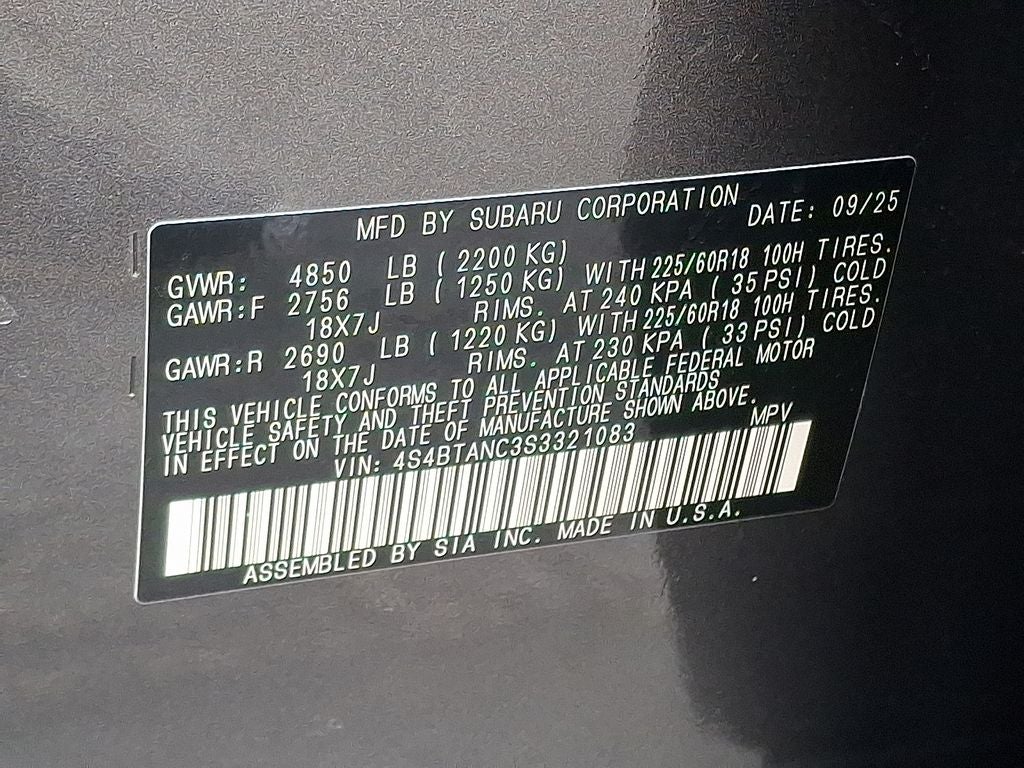 MFD BY SUBARU CORPORATION DATE: 09/25
GVWR: 4850 LB ( 2200 KG)
GAWR:F 2756 LB ( 1250 KG) WITH 225/60R18 100H TIRES.
18X7J RIMS. AT 240 KPA ( 35 PSI) COLD
GAWR:R 2690 LB ( 1220 KG) WITH 225/60R18 100H TIRES.
18X7J RIMS. AT 230 KPA ( 33 PSI) COLD
THIS VEHICLE CONFORMS TO ALL APPLICABLE FEDERAL MOTOR
VEHICLE SAFETY AND THEFT PREVENTION STANDARDS
IN EFFECT ON THE DATE OF MANUFACTURE SHOWN ABOVE.
VIN: 4S4BTANC3S3321083 MPV
ASSEMBLED BY SIA INC. MADE IN U.S.A.